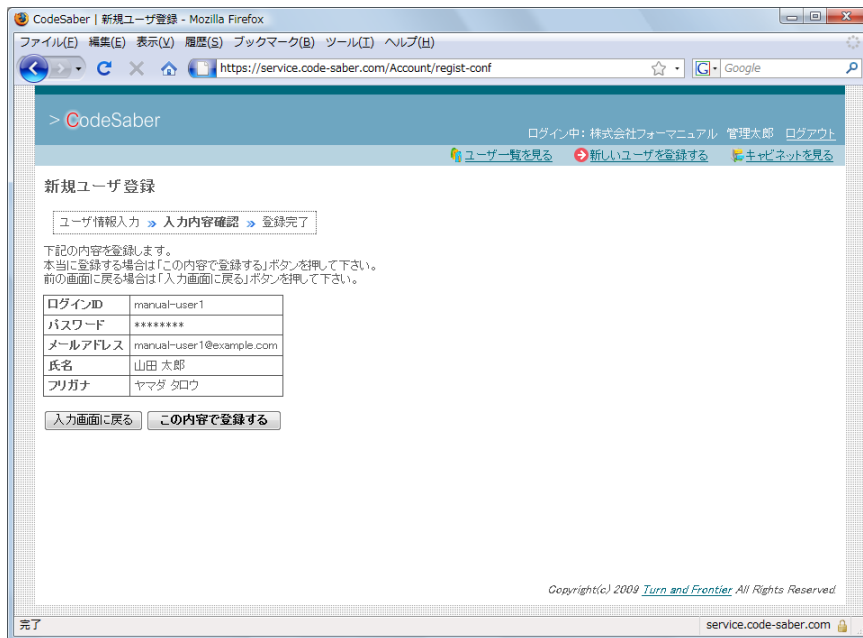 CodeSaber | 新規ユーザ登録 - Mozilla Firefox
ファイル(F) 編集(E) 表示(V) 履歴(S) ブックマーク(B) ツール(T) ヘルプ(H)
https://service.code-saber.com/Account/regist-conf
G Google
> CodeSaber
ログイン中: 株式会社フォーマニュアル 管理太郎 ログアウト
ユーザ一覧を見る 新しいユーザを登録する キャビネットを見る
新規ユーザ登録
ユーザ情報入力 » 入力内容確認 » 登録完了
下記の内容を登録します。
本当に登録する場合は「この内容で登録する」ボタンを押して下さい。
前の画面に戻る場合は「入力画面に戻る」ボタンを押して下さい。
ログインID manual-user1
パスワード ********
メールアドレス manual-user1@example.com
氏名 山田 太郎
フリガナ ヤマダ タロウ
入力画面に戻る この内容で登録する
Copyright(c) 2009 Turn and Frontier All Rights Reserved.
完了 service.code-saber.com